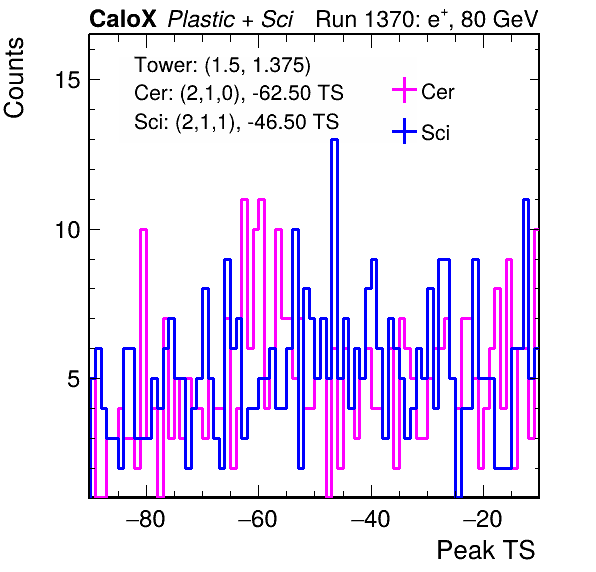 CaloX Plastic + Sci Run 1370: e+, 80 GeV
Counts
Tower: (1.5, 1.375)
Cer: (2,1,0), -62.50 TS
Sci: (2,1,1), -46.50 TS
Cer
Sci
15
10
5
−80 −60 −40 −20
Peak TS